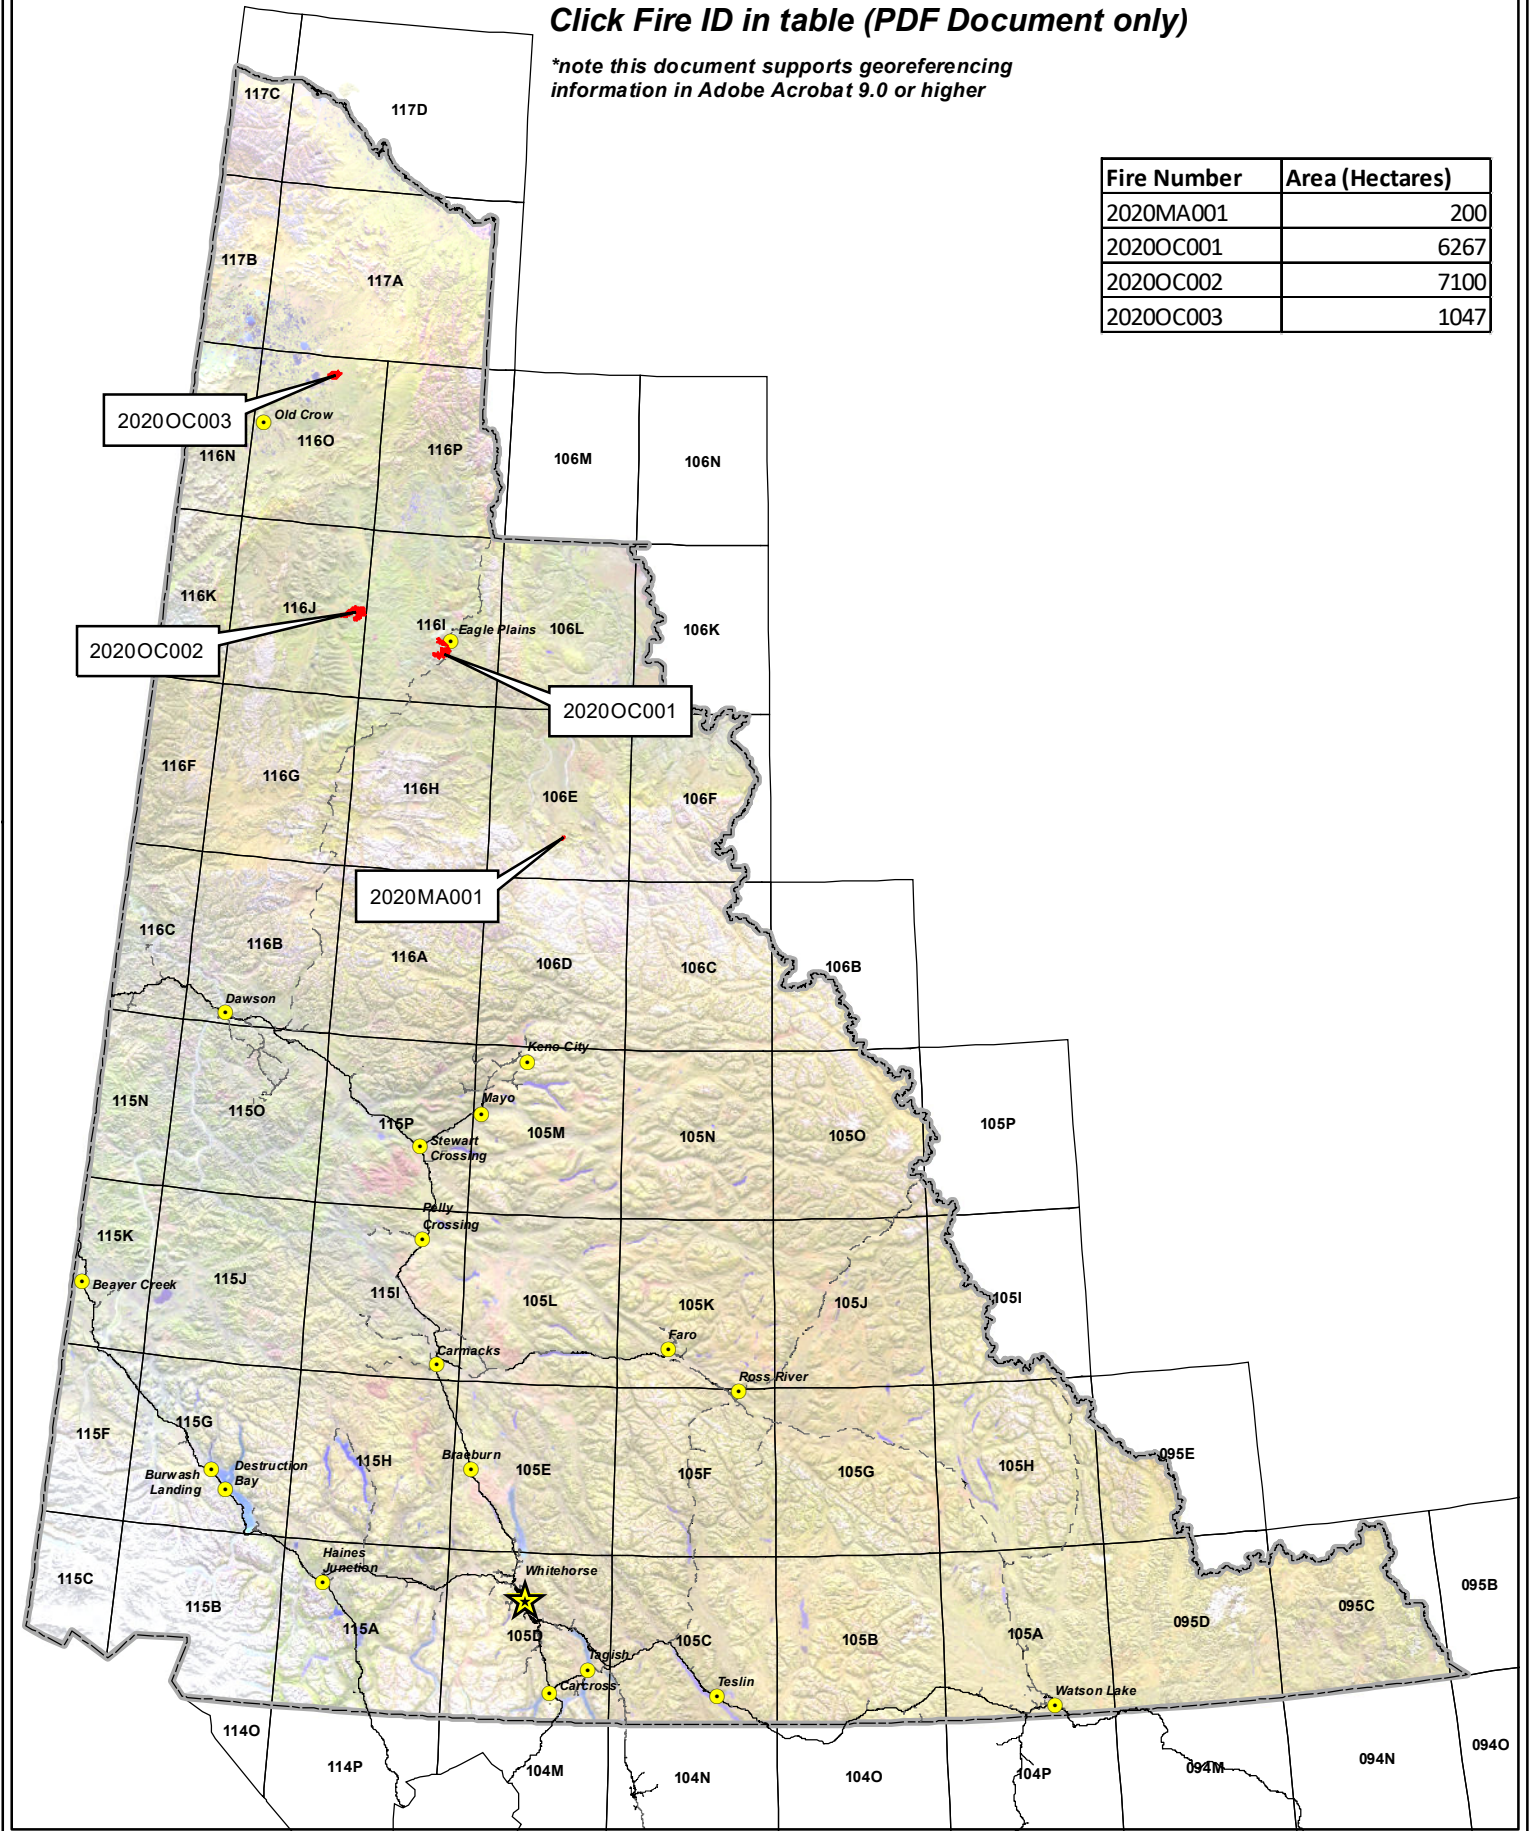 Click Fire ID in table (PDF Document only)
*note this document supports georeferencing
information in Adobe Acrobat 9.0 or higher
Fire Number Area (Hectares)
2020MA001 200
2020OC001 6267
2020OC002 7100
2020OC003 1047
117C
117D
117B
117A
2020OC003
Old Crow
116O
116N
116P
106M
106N
116K
116J
116I
Eagle Plains
106L
106K
2020OC002
2020OC001
116F
116G
116H
106E
106F
2020MA001
116C
116B
116A
106D
106C
106B
Dawson
Keno City
115N
115O
Mayo
115P
105M
105N
105O
105P
Stewart
Crossing
Pelly
Crossing
115K
Beaver Creek
115J
115I
105L
105K
105J
105I
Faro
Carmacks
Ross River
115F
115G
Burwash
Landing
Destruction
Bay
115H
Braeburn
105E
105F
105G
105H
095E
115C
Haines
Junction
Whitehorse
115B
115A
105D
105C
105B
105A
095D
095C
095B
Tagish
Carcross
Teslin
Watson Lake
114O
114P
104M
104N
104O
104P
094M
094N
094O